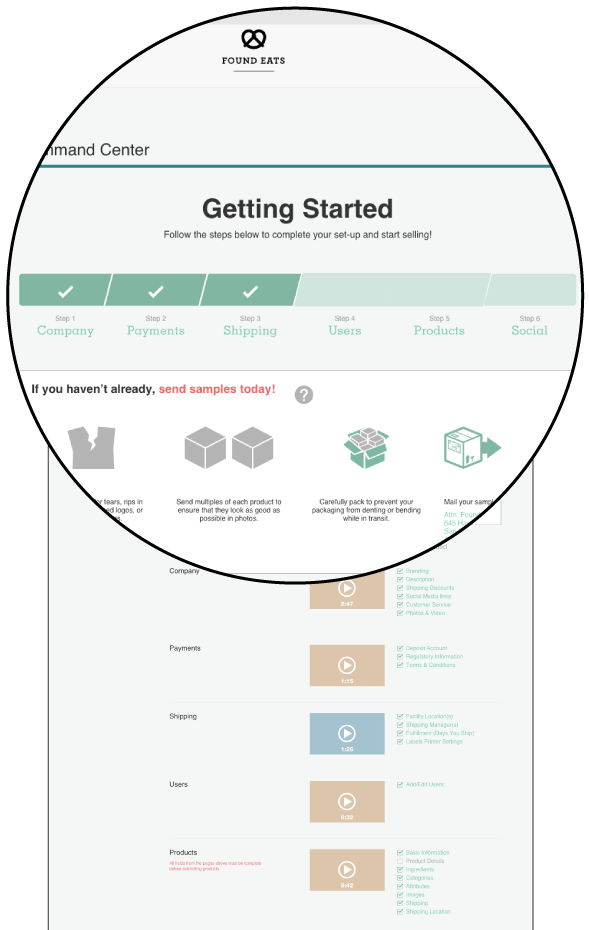 FOUND EATS
mmand Center
Getting Started
Follow the steps below to complete your set-up and start selling!
Step 1
Company
Step 2
Payments
Step 3
Shipping
Step 4
Users
Step 5
Products
Step 6
Social
If you haven't already, send samples today!
?
or tears, rips in
ed logos, or
Send multiples of each product to
ensure that they look as good as
possible in photos.
Carefully pack to prevent your
packaging from denting or bending
while in transit.
Mail your sampl
Attn: Foun
645 H
Company
Branding
Description
Shipping Discounts
Social Media links
Customer Service
Photos & Video
Payments
1:15
Deposit Account
Regulatory Information
Terms & Conditions
Shipping
1:25
Facility Location(s)
Shipping Manager(s)
Fulfillment (Days You Ship)
Labels Printer Settings
Users
0:32
Add/Edit Users
Products
All fields from the pages above must be complete
before submitting products.
Basic Information
Product Details
Ingredients
Categories
Attributes
Images
Shipping
Shipping Location